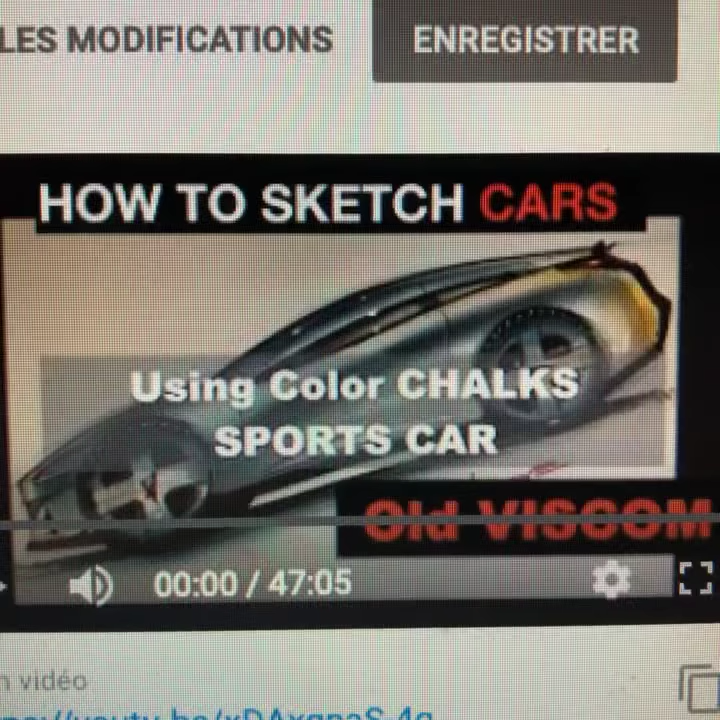 LES MODIFICATIONS
ENREGISTRER
HOW TO SKETCH CARS
Using Color CHALKS
SPORTS CAR
Old VISCOM
00:00 / 47:05
vidéo